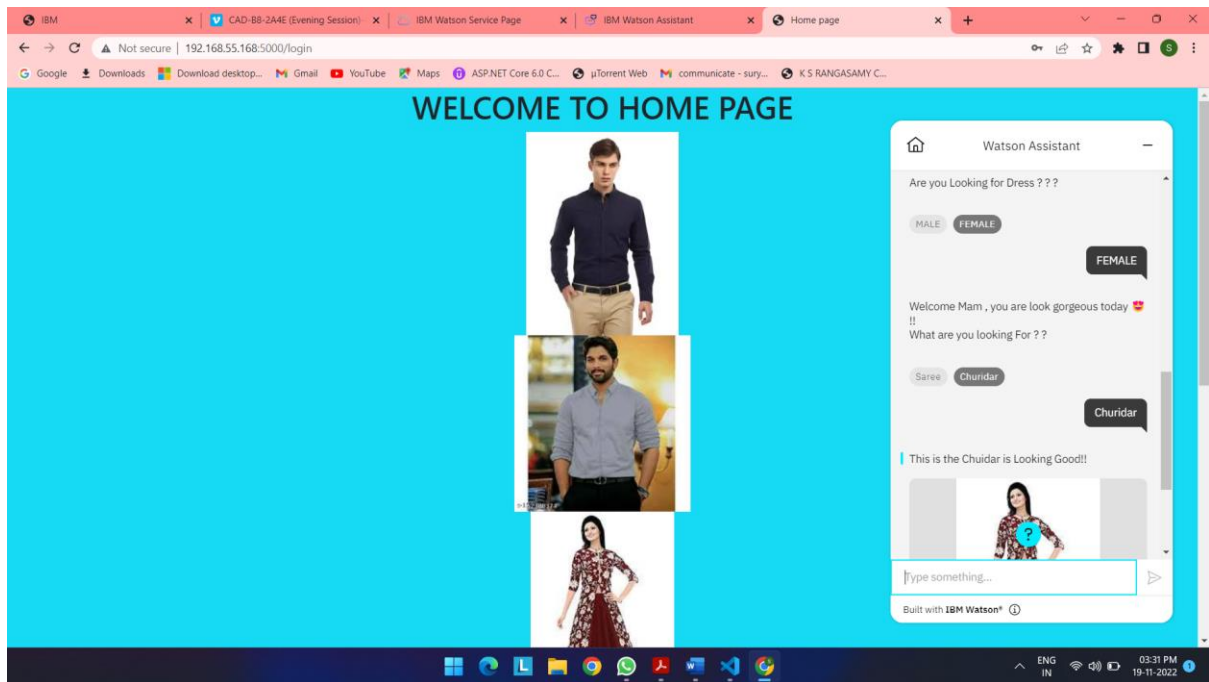 IBM
CAD-BB-2A4E (Evening Session)-
IBM Watson Service Page
IBM Watson Assistant
Home page
Not secure | 192.168.55.168:5000/login
S
Google
Downloads
Download desktop...
Gmail
YouTube
Maps
ASP.NET Core 6.0 C...
µTorrent Web
communicate - sury...
K S RANGASAMY C...
WELCOME TO HOME PAGE
Watson Assistant
Are you Looking for Dress ? ? ?
MALE FEMALE
FEMALE
Welcome Mam , you are look gorgeous today 😍
!!
What are you looking For ? ?
Saree Churidar
Churidar
This is the Chuidar is Looking Good!!
?
Type something...
Built with IBM Watson®
ENG
IN
03:31 PM
19-11-2022
1